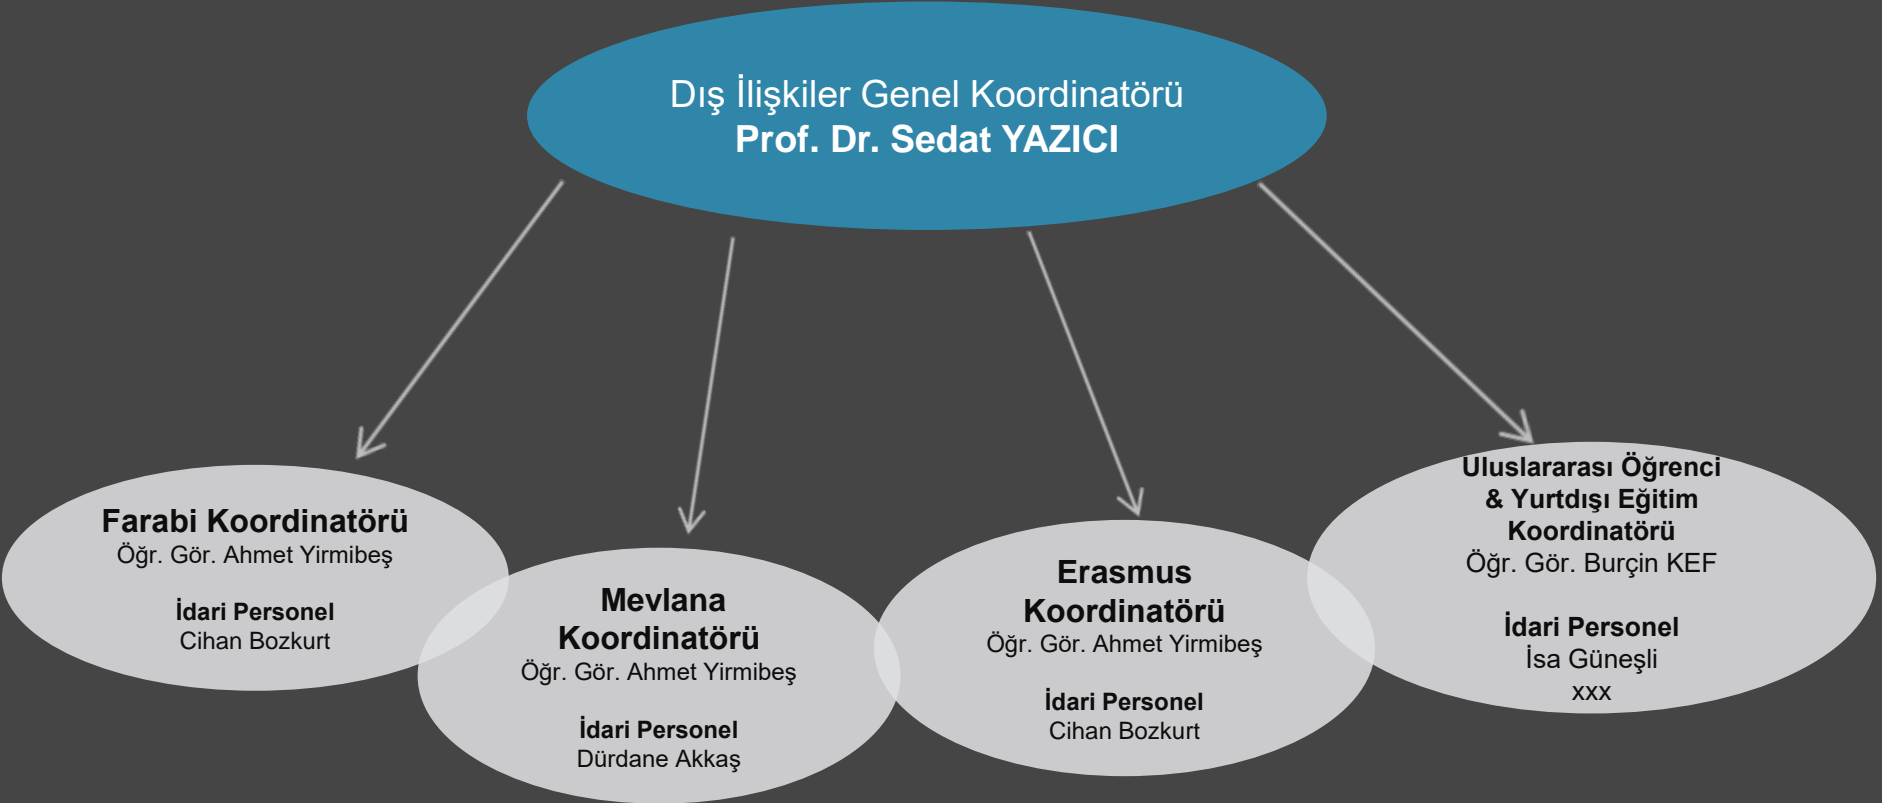 Dış İlişkiler Genel Koordinatörü
Prof. Dr. Sedat YAZICI
Farabi Koordinatörü
Öğr. Gör. Ahmet Yirmibeş
İdari Personel
Cihan Bozkurt
Mevlana
Koordinatörü
Öğr. Gör. Ahmet Yirmibeş
İdari Personel
Dürdane Akkaş
Erasmus
Koordinatörü
Öğr. Gör. Ahmet Yirmibeş
İdari Personel
Cihan Bozkurt
Uluslararası Öğrenci
& Yurtdışı Eğitim
Koordinatörü
Öğr. Gör. Burçin KEF
İdari Personel
İsa Güneşli
xxx